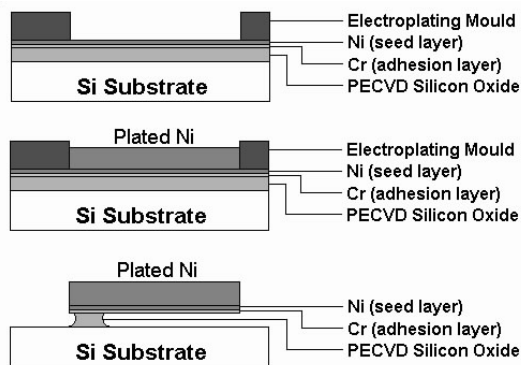 Electroplating Mould
Ni (seed layer)
Cr (adhesion layer)
PECVD Silicon Oxide
Si Substrate
Plated Ni
Electroplating Mould
Ni (seed layer)
Cr (adhesion layer)
PECVD Silicon Oxide
Si Substrate
Plated Ni
Ni (seed layer)
Cr (adhesion layer)
PECVD Silicon Oxide
Si Substrate